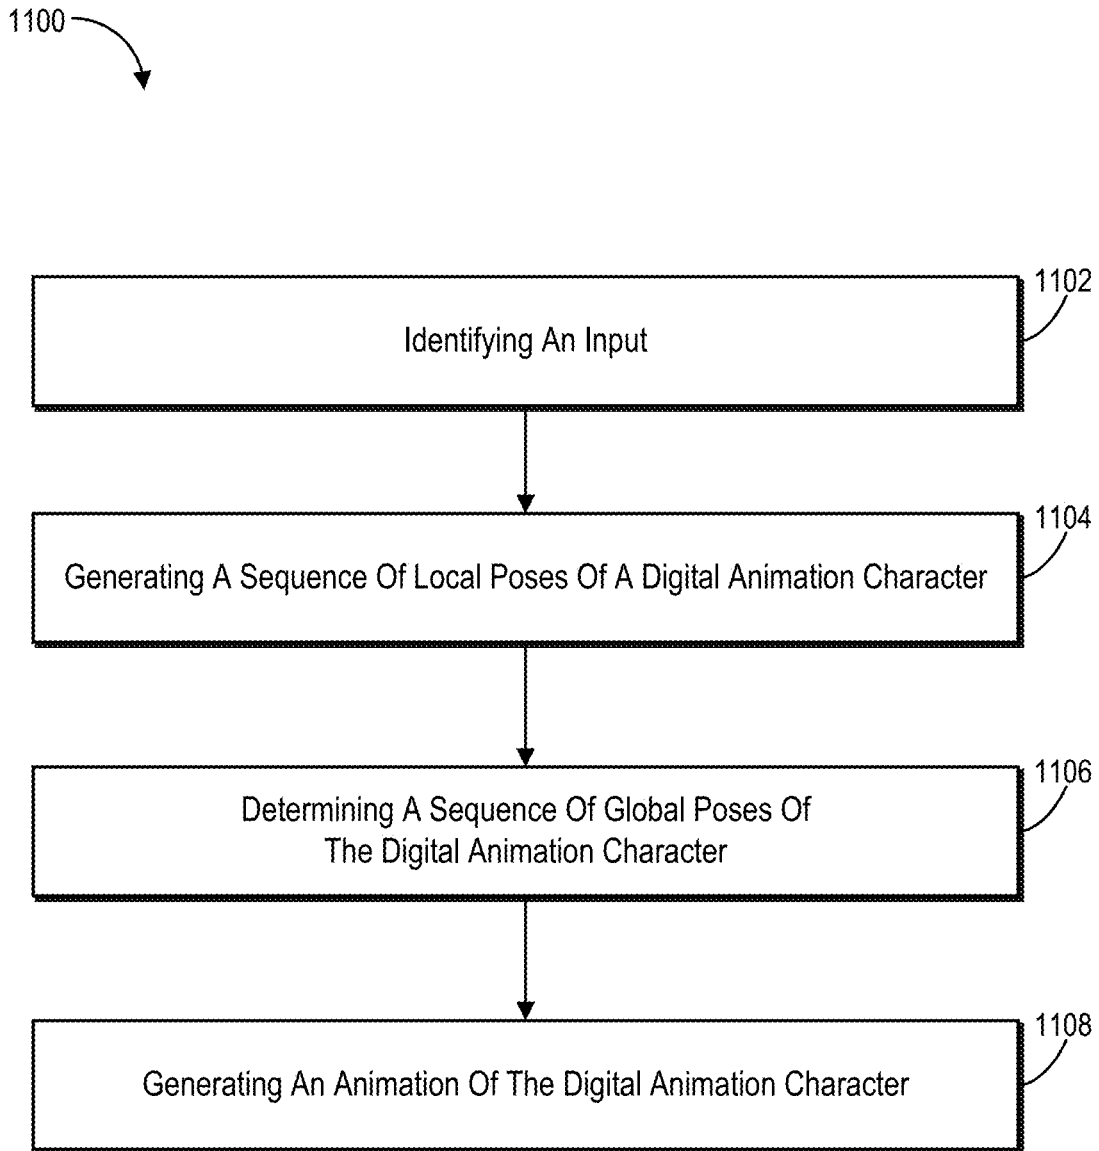 1100
1102
Identifying An Input
1104
Generating A Sequence Of Local Poses Of A Digital Animation Character
1106
Determining A Sequence Of Global Poses Of
The Digital Animation Character
1108
Generating An Animation Of The Digital Animation Character